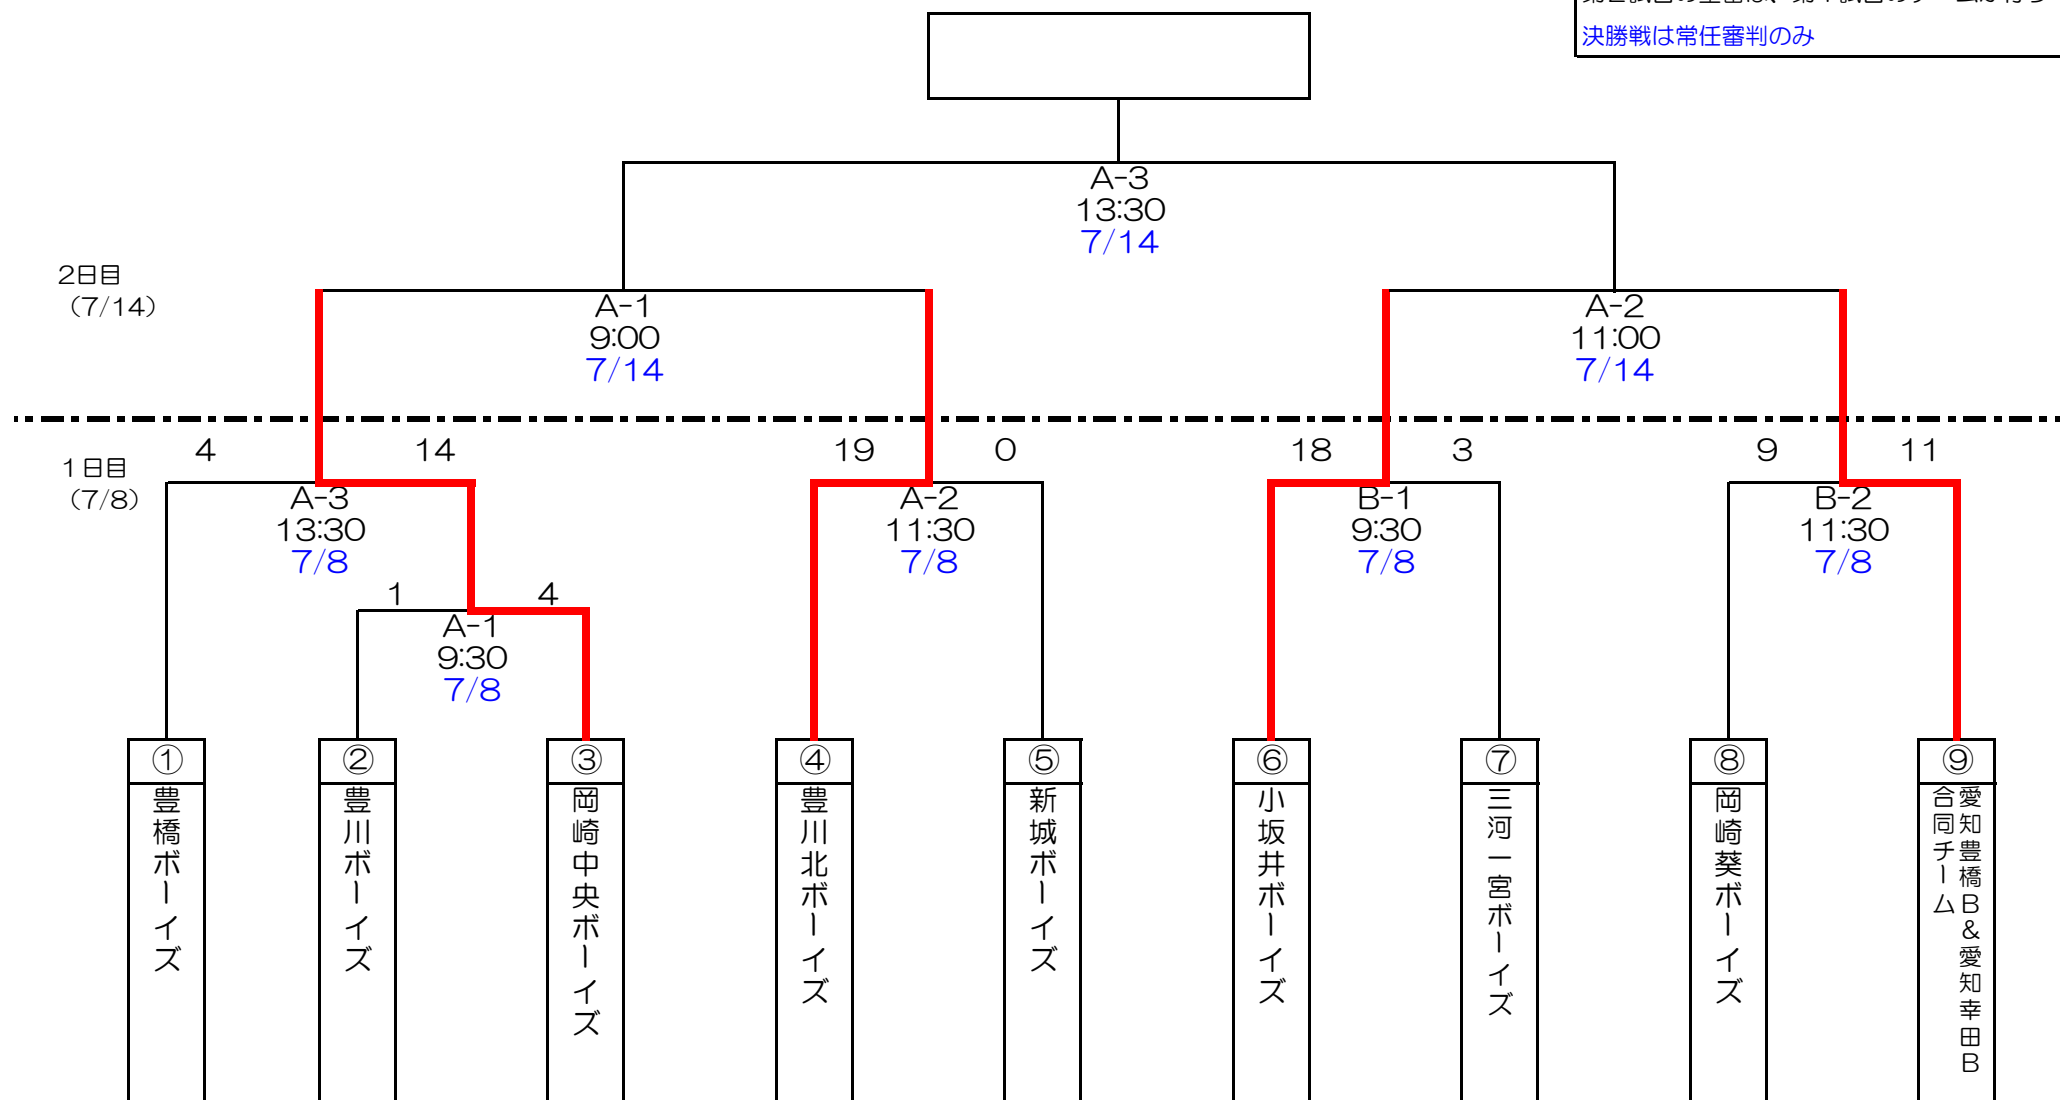 決勝戦は常任審判のみ
A-3
13:30
7/14
2日目
(7/14)
A-1
9:00
7/14
A-2
11:00
7/14
1日目
(7/8)
4
14
19
0
18
3
9
11
A-3
13:30
7/8
A-2
11:30
7/8
B-1
9:30
7/8
B-2
11:30
7/8
1
4
A-1
9:30
7/8
①
②
③
④
⑤
⑥
⑦
⑧
⑨
豊橋ボーイズ
豊川ボーイズ
岡崎中央ボーイズ
豊川北ボーイズ
新城ボーイズ
小坂井ボーイズ
三河一宮ボーイズ
岡崎葵ボーイズ
愛知豊橋B&愛知幸田B
合同チーム